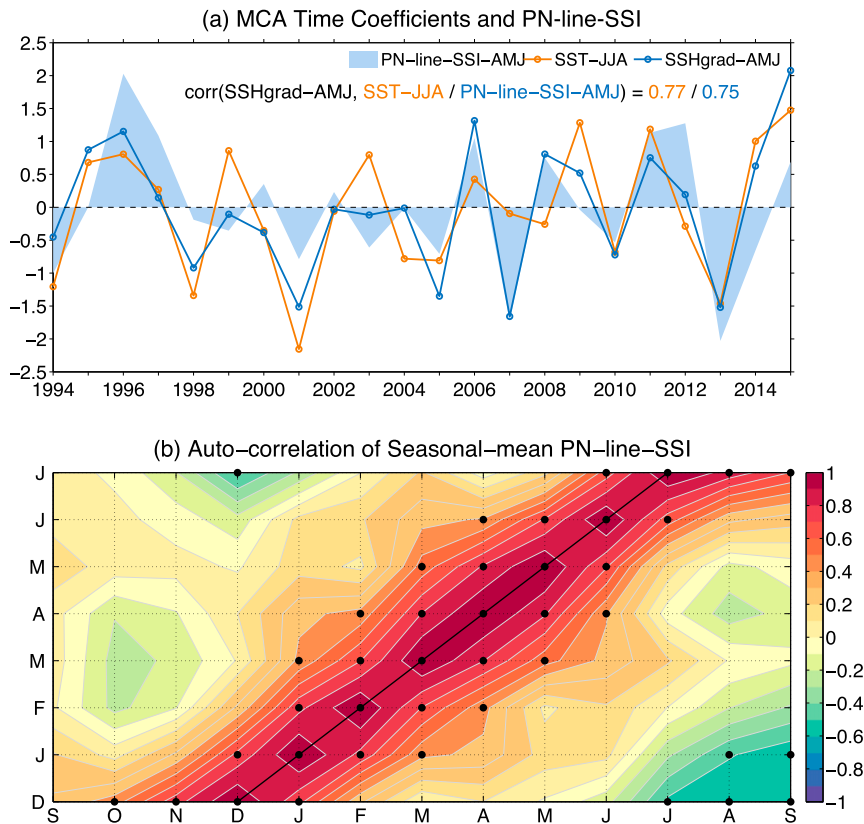 (a) MCA Time Coefficients and PN-line-SSI
PN-line-SSI-AMJ SST-JJA SSHgrad-AMJ
corr(SSHgrad-AMJ, SST-JJA / PN-line-SSI-AMJ) = 0.77 / 0.75
2.5
2
1.5
1
0.5
0
-0.5
-1
-1.5
-2
-2.5
1994 1996 1998 2000 2002 2004 2006 2008 2010 2012 2014
(b) Auto-correlation of Seasonal-mean PN-line-SSI
J
J
M
A
M
F
J
D
S O N D J F M A M J J A S
1
0.8
0.6
0.4
0.2
0
-0.2
-0.4
-0.6
-0.8
-1